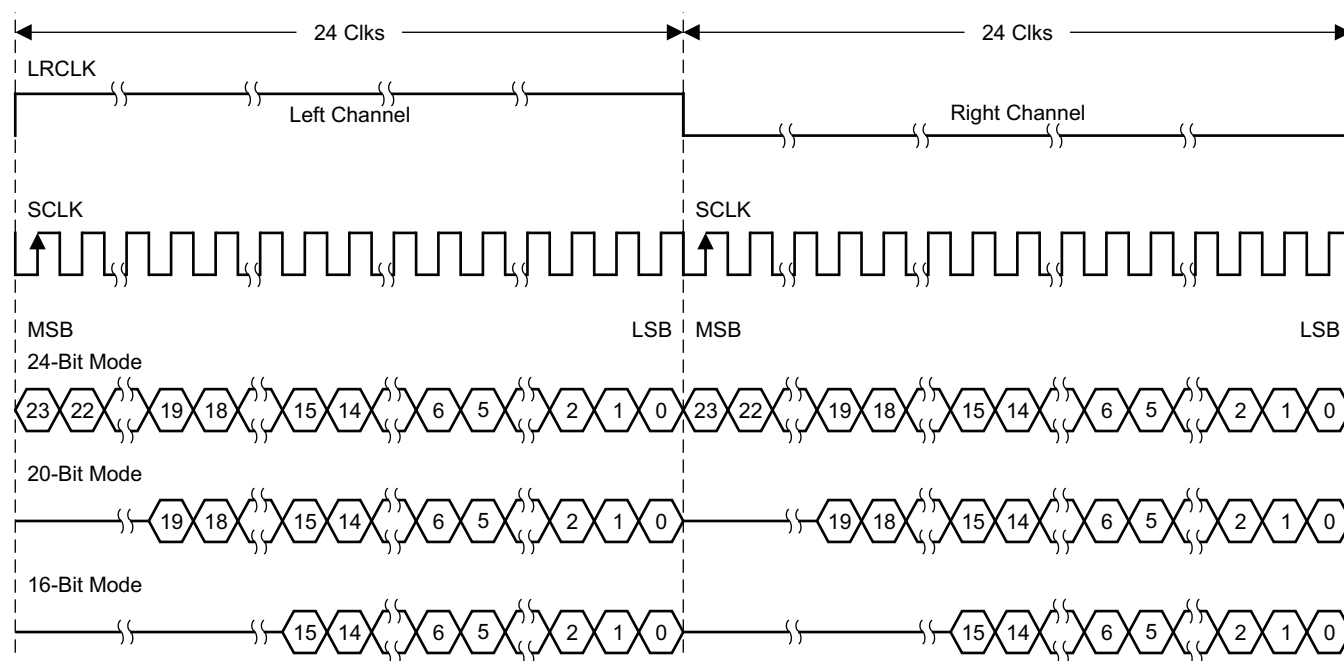 24 Clks 24 Clks
LRCLK
Left Channel Right Channel
SCLK SCLK
MSB LSB MSB LSB
24-Bit Mode
23 22 19 18 15 14 6 5 2 1 0 23 22 19 18 15 14 6 5 2 1 0
20-Bit Mode
19 18 15 14 6 5 2 1 0 19 18 15 14 6 5 2 1 0
16-Bit Mode
15 14 6 5 2 1 0 15 14 6 5 2 1 0